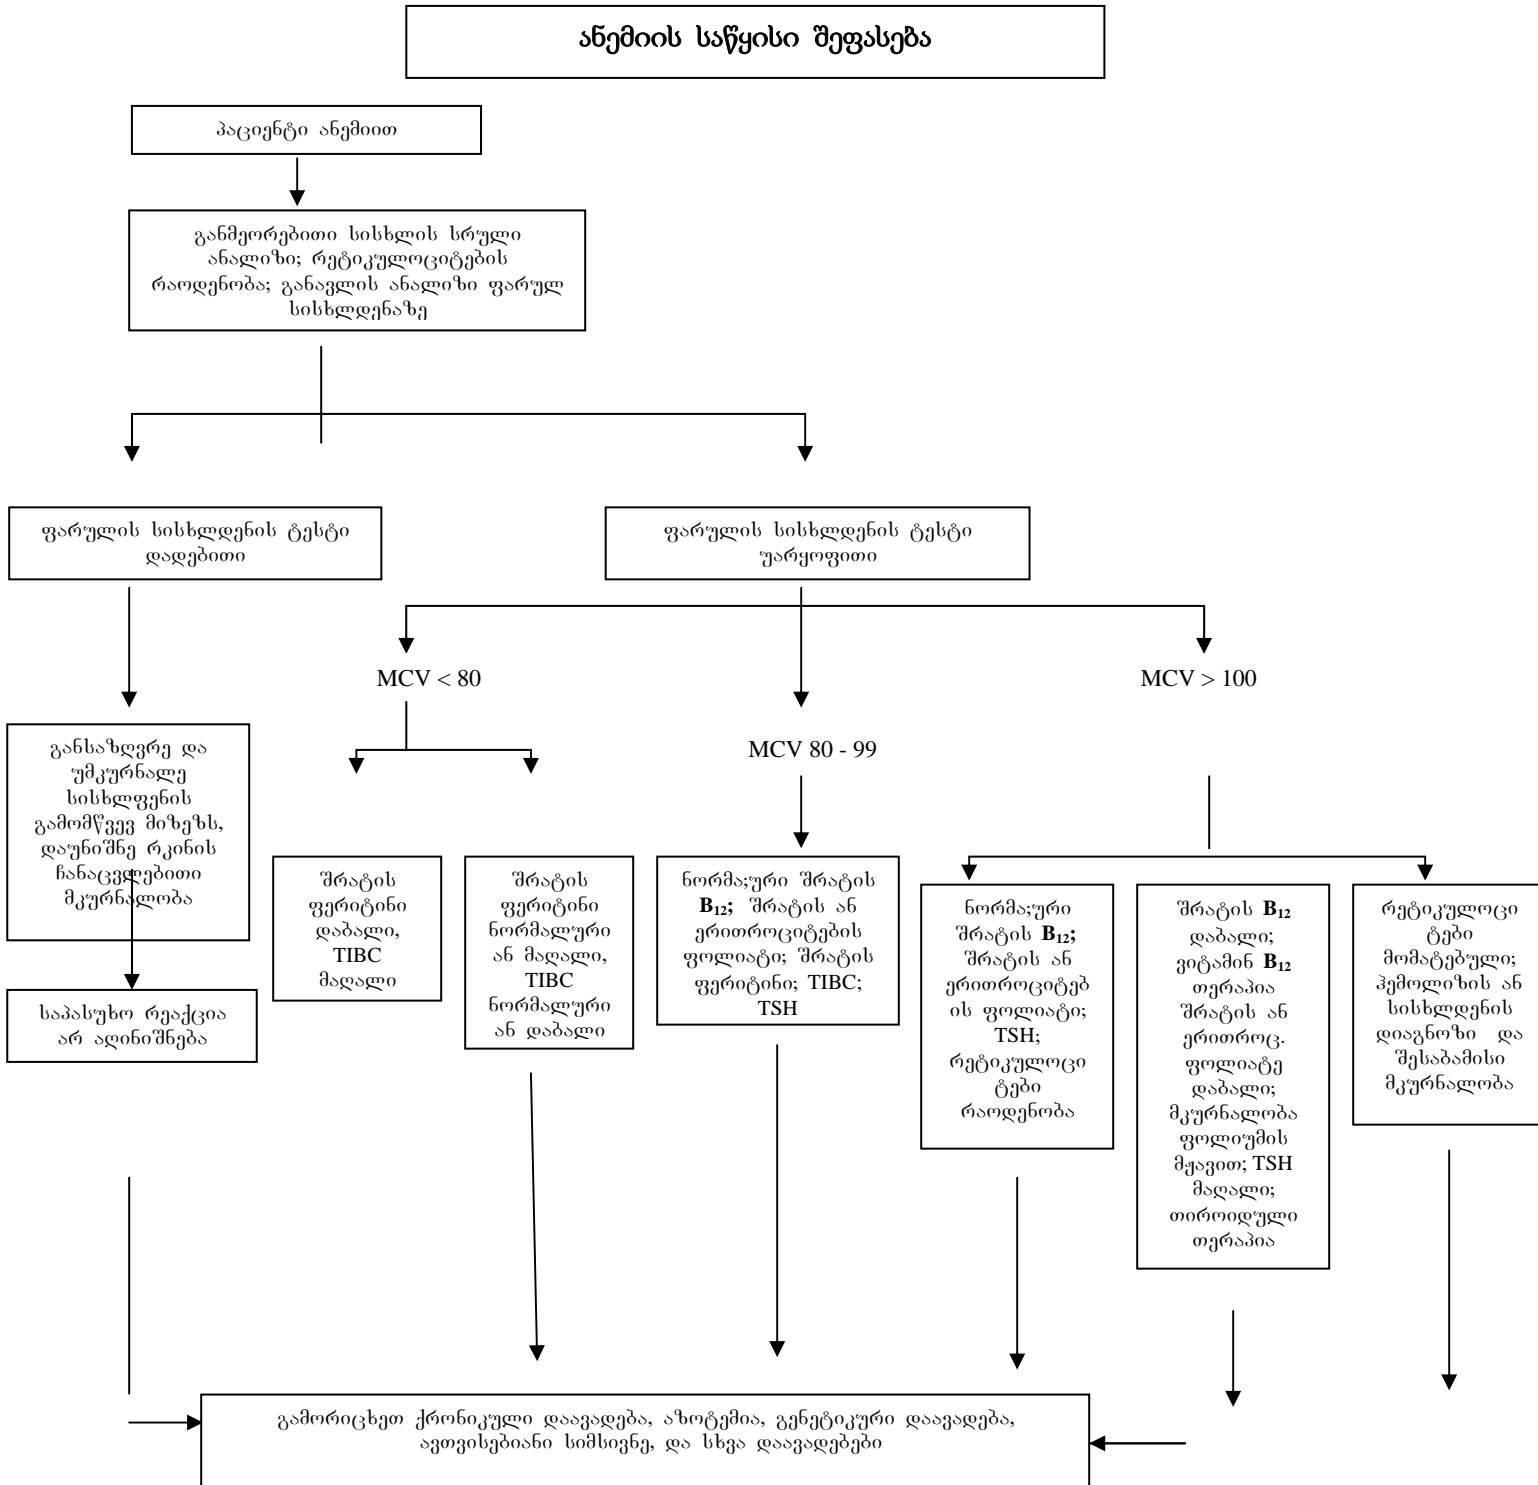 ანემიის საწყისი შეფასება
პაციენტი ანემიით
განმეორებითი სისხლის სრული
ანალიზი; რეტიკულოციტების
რაოდენობა; განავლის ანალიზი ფარულ
სისხლდენაზე
ფარულის სისხლდენის ტესტი
დადებითი
ფარულის სისხლდენის ტესტი
უარყოფითი
MCV < 80
MCV > 100
MCV 80 - 99
განსაზღვრე და
უმკურნალე
სისხლფენის
გამომწვევ მიზეზს,
დაუნიშნე რკინის
ჩანაცვლებითი
მკურნალობა
საპასუხო რეაქცია
არ აღინიშნება
შრატის
ფერიტინი
დაბალი,
TIBC
მაღალი
შრატის
ფერიტინი
ნორმალური
ან მაღალი,
TIBC
ნორმალური
ან დაბალი
ნორმა;ური შრატის
B₁₂; შრატის ან
ერითროციტების
ფოლიატი; შრატის
ფერიტინი; TIBC;
TSH
ნორმა;ური
შრატის B₁₂;
შრატის ან
ერითროციტებ
ის ფოლიატი;
TSH;
რეტიკულოცი
ტები
რაოდენობა
შრატის B₁₂
დაბალი;
ვიტამინ B₁₂
თერაპია
შრატის ან
ერითროც.
ფოლიატე
დაბალი;
მკურნალობა
ფოლიუმის
მჟავით; TSH
მაღალი;
თიროიდული
თერაპია
რეტიკულოცი
ტები
მომატებული;
ჰემოლიზის ან
სისხლდენის
დიაგნოზი და
შესაბამისი
მკურნალობა
გამორიცხეთ ქრონიკული დაავადება, აზოტემია, გენეტიკური დაავადება,
ავთვისებიანი სიმსივნე, და სხვა დაავადებები